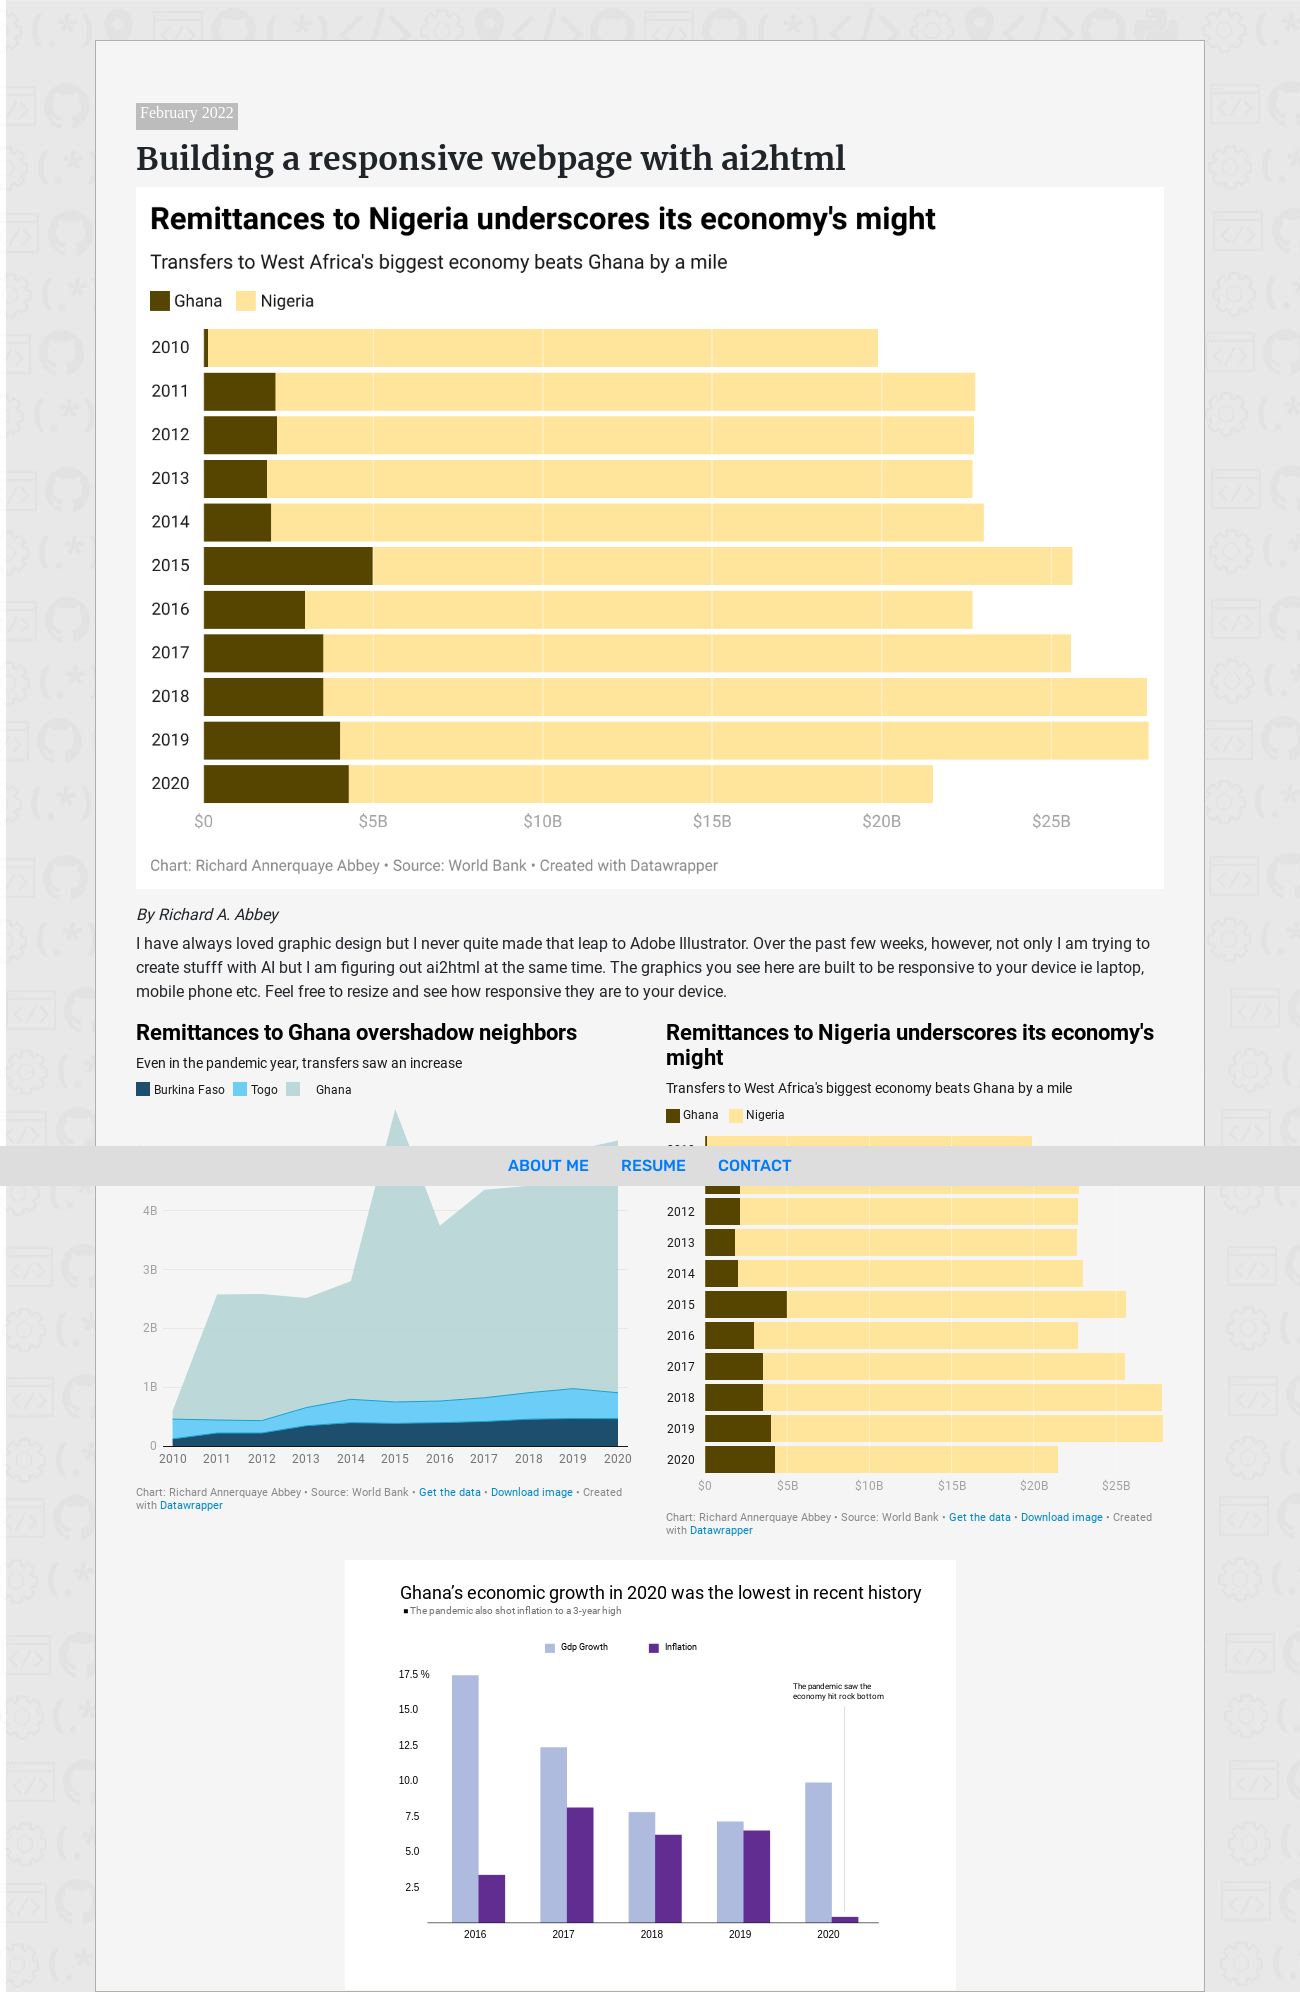 February 2022
Building a responsive webpage with ai2html
Remittances to Nigeria underscores its economy's might
Transfers to West Africa's biggest economy beats Ghana by a mile
Ghana Nigeria
2010
2011
2012
2013
2014
2015
2016
2017
2018
2019
2020
$0 $5B $10B $15B $20B $25B
Chart: Richard Annerquaye Abbey • Source: World Bank • Created with Datawrapper
By Richard A. Abbey
I have always loved graphic design but I never quite made that leap to Adobe Illustrator. Over the past few weeks, however, not only I am trying to
create stufff with AI but I am figuring out ai2html at the same time. The graphics you see here are built to be responsive to your device ie laptop,
mobile phone etc. Feel free to resize and see how responsive they are to your device.
Remittances to Ghana overshadow neighbors
Even in the pandemic year, transfers saw an increase
Burkina Faso Togo Ghana
4B
3B
2B
1B
0
2010 2011 2012 2013 2014 2015 2016 2017 2018 2019 2020
Chart: Richard Annerquaye Abbey • Source: World Bank • Get the data • Download image • Created
with Datawrapper
Remittances to Nigeria underscores its economy's
might
Transfers to West Africa's biggest economy beats Ghana by a mile
Ghana Nigeria
ABOUT ME RESUME CONTACT
2012
2013
2014
2015
2016
2017
2018
2019
2020
$0 $5B $10B $15B $20B $25B
Chart: Richard Annerquaye Abbey • Source: World Bank • Get the data • Download image • Created
with Datawrapper
Ghana's economic growth in 2020 was the lowest in recent history
The pandemic also shot inflation to a 3-year high
Gdp Growth Inflation
17.5 %
15.0
12.5
10.0
7.5
5.0
2.5
The pandemic saw the
economy hit rock bottom
2016 2017 2018 2019 2020